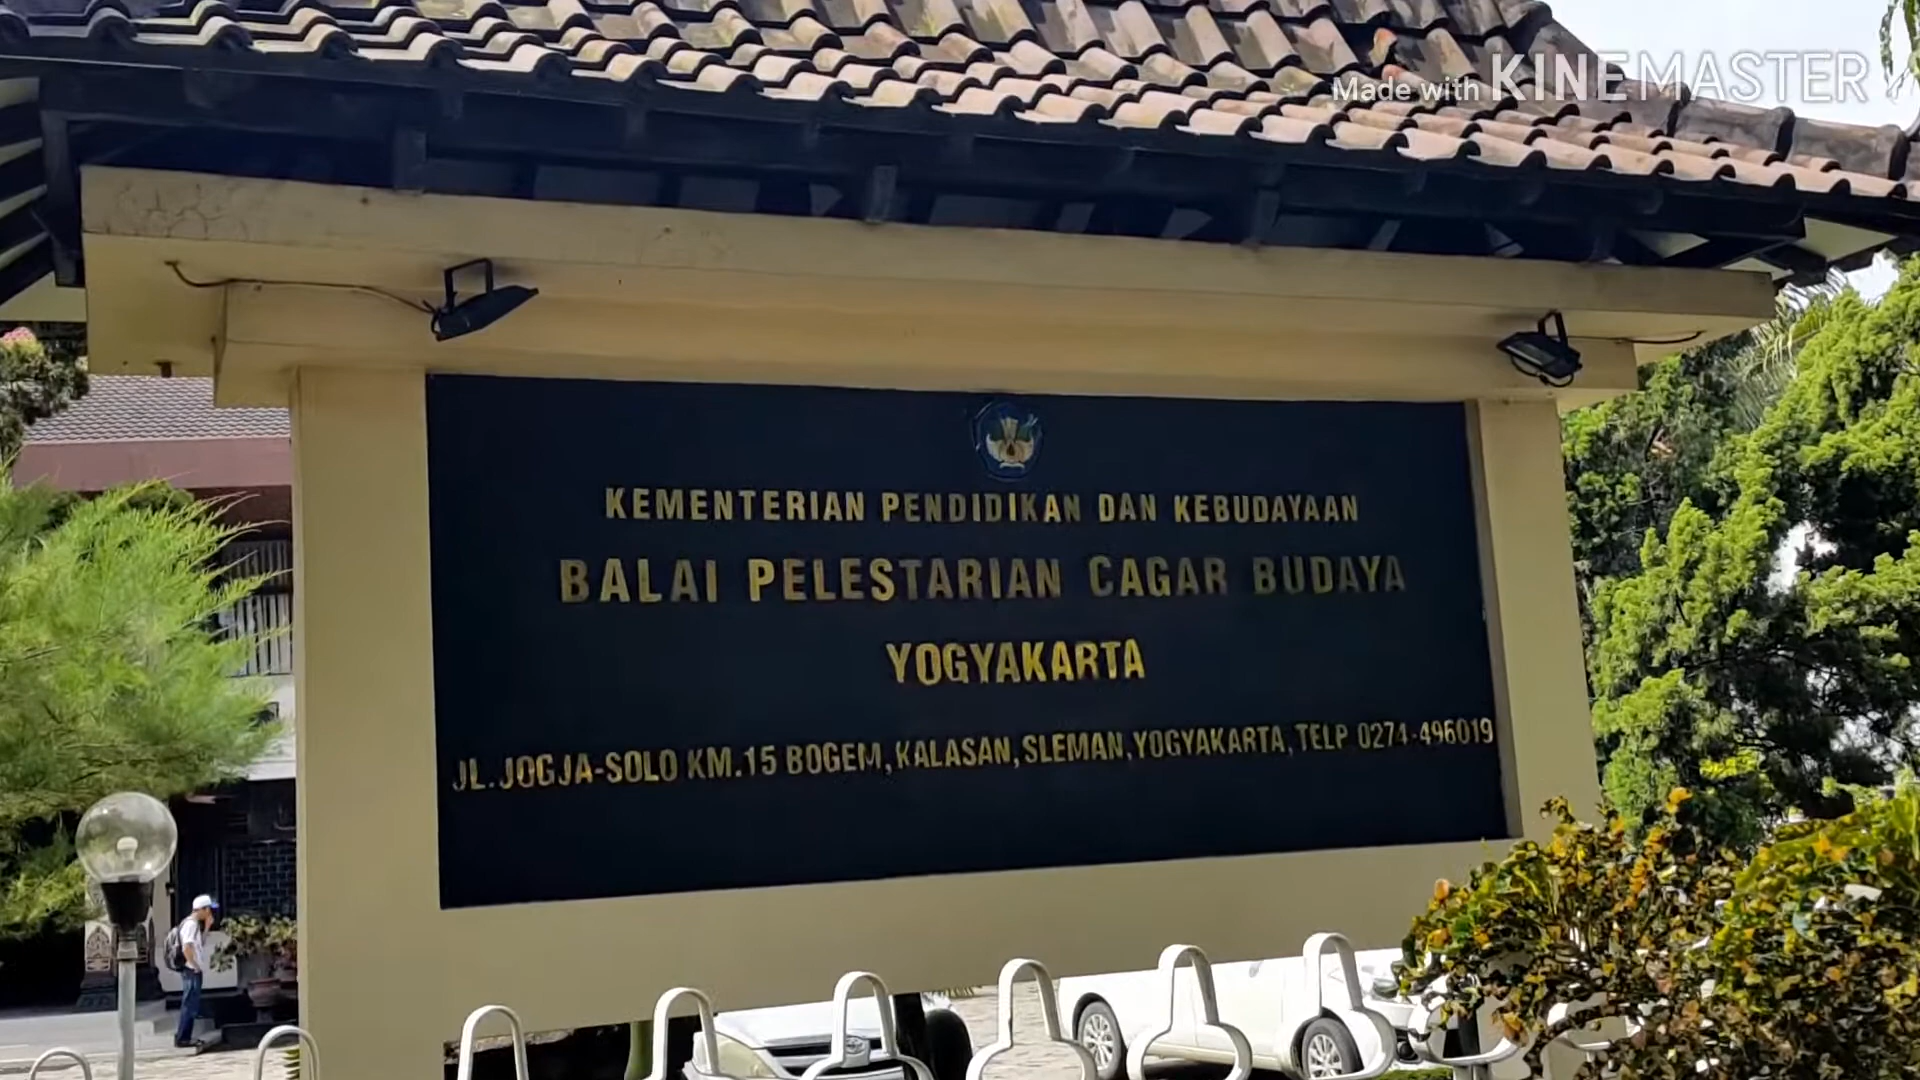 Made with KINEMASTER
KEMENTERIAN PENDIDIKAN DAN KEBUDAYAAN
BALAI PELESTARIAN CAGAR BUDAYA
YOGYAKARTA
JL.JOGJA-SOLO KM.15 BOGEM,KALASAN,SLEMAN,YOGYAKARTA,TELP 0274-496019